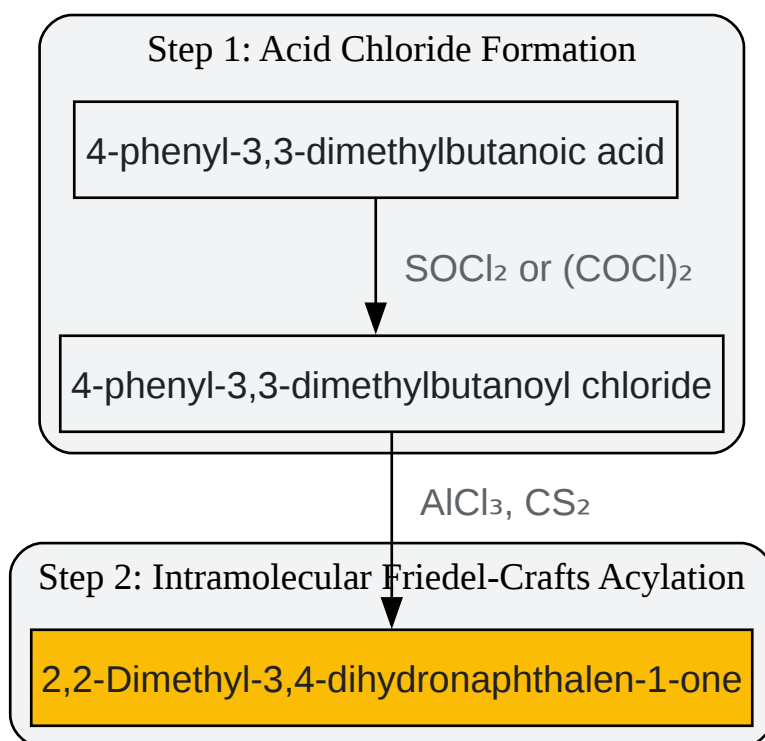 Step 1: Acid Chloride Formation
4-phenyl-3,3-dimethylbutanoic acid
SOCl₂ or (COCl)₂
4-phenyl-3,3-dimethylbutanoyl chloride
AlCl₃, CS₂
Step 2: Intramolecular Friedel-Crafts Acylation
2,2-Dimethyl-3,4-dihydronaphthalen-1-one